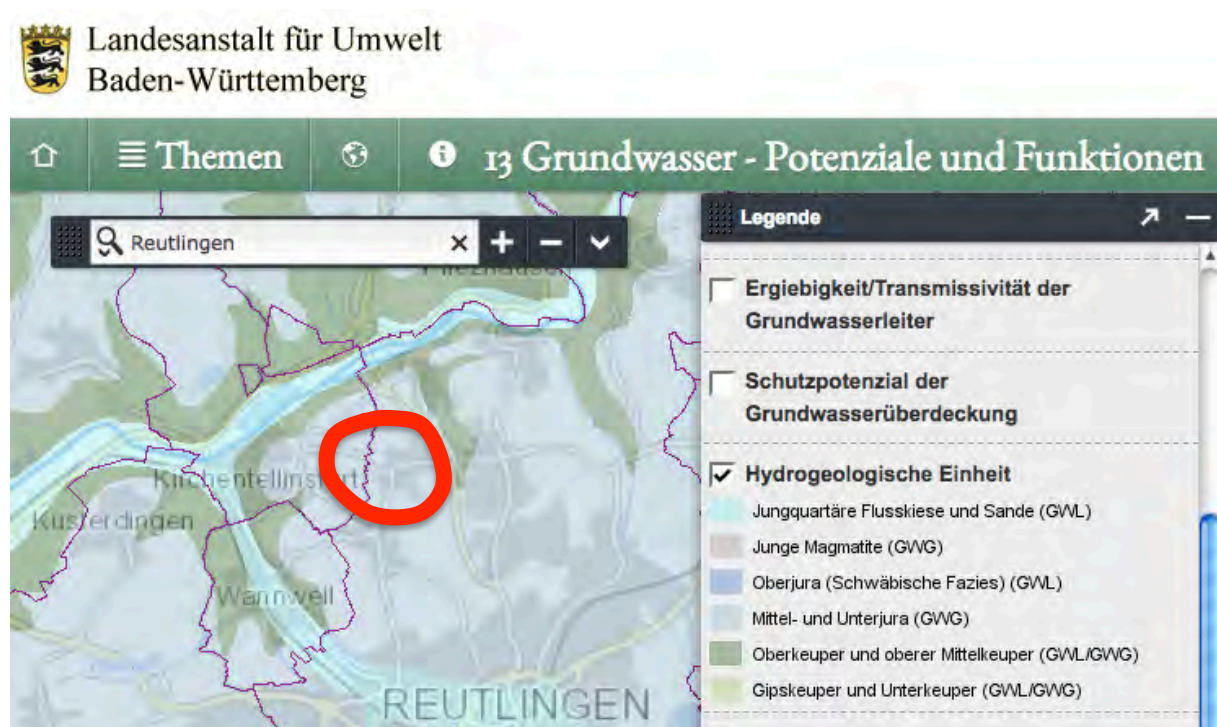 Landesanstalt für Umwelt
Baden-Württemberg
Themen
13 Grundwasser - Potenziale und Funktionen
Reutlingen
Legende
Ergiebigkeit/Transmissivität der
Grundwasserleiter
Schutzpotenzial der
Grundwasserüberdeckung
Hydrogeologische Einheit
Jungquartäre Flusskiese und Sande (GWL)
Junge Magmatite (GWG)
Oberjura (Schwäbische Fazies) (GWL)
Mittel- und Unterjura (GWG)
Oberkeuper und oberer Mittelkeuper (GWL/GWG)
Gipskeuper und Unterkeuper (GWL/GWG)
Kusterdingen
Wannweil
REUTLINGEN